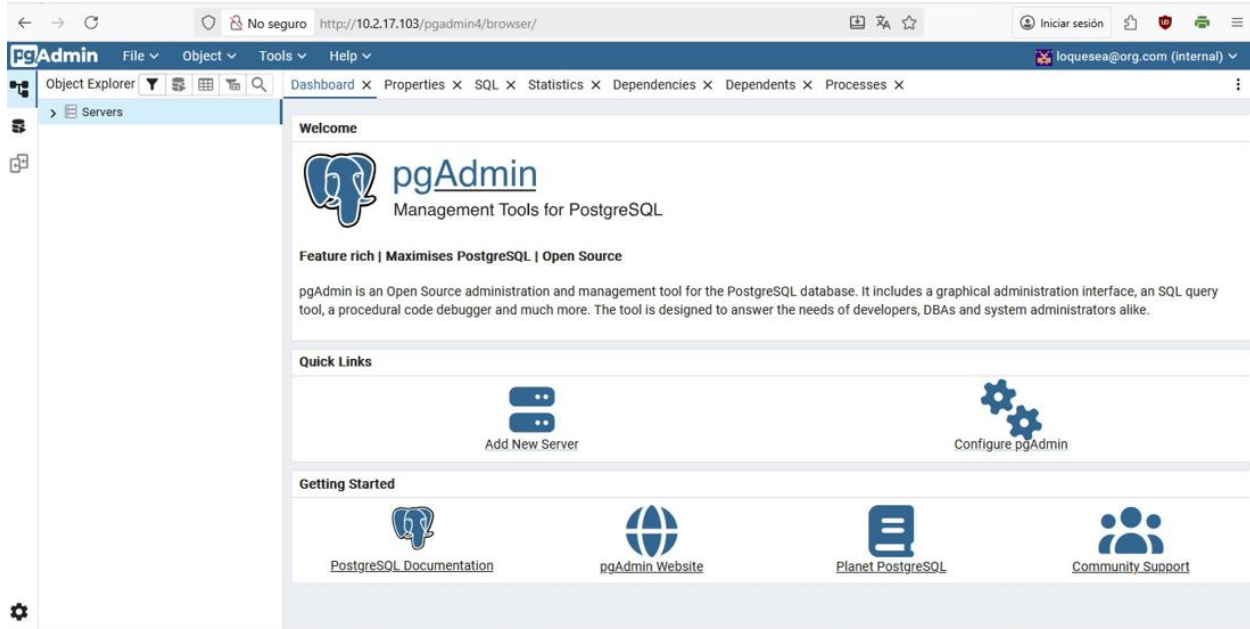 No seguro http://10.2.17.103/pgadmin4/browser/ Iniciar sesión
pgAdmin File Object Tools Help loquesea@org.com (internal)
Object Explorer Dashboard Properties SQL Statistics Dependencies Dependents Processes
Servers
Welcome
pgAdmin
Management Tools for PostgreSQL
Feature rich | Maximises PostgreSQL | Open Source
pgAdmin is an Open Source administration and management tool for the PostgreSQL database. It includes a graphical administration interface, an SQL query
tool, a procedural code debugger and much more. The tool is designed to answer the needs of developers, DBAs and system administrators alike.
Quick Links
Add New Server Configure pgAdmin
Getting Started
PostgreSQL Documentation pgAdmin Website Planet PostgreSQL Community Support